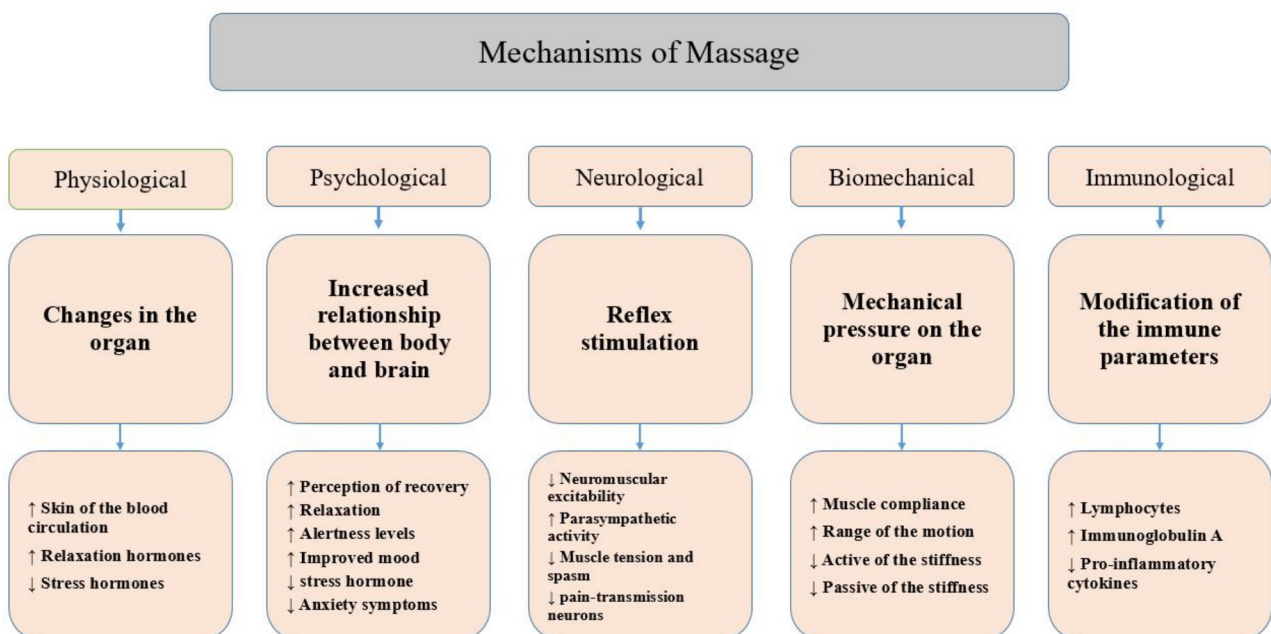 Mechanisms of Massage
Physiological
Psychological
Neurological
Biomechanical
Immunological
Changes in the
organ
Increased
relationship
between body
and brain
Reflex
stimulation
Mechanical
pressure on the
organ
Modification of
the immune
parameters
↑ Skin of the blood
circulation
↑ Relaxation hormones
↓ Stress hormones
↑ Perception of recovery
↑ Relaxation
↑ Alertness levels
↑ Improved mood
↓ stress hormone
↓ Anxiety symptoms
↓ Neuromuscular
excitability
↑ Parasympathetic
activity
↓ Muscle tension and
spasm
↓ pain-transmission
neurons
↑ Muscle compliance
↑ Range of the motion
↓ Active of the stiffness
↓ Passive of the stiffness
↑ Lymphocytes
↑ Immunoglobulin A
↓ Pro-inflammatory
cytokines